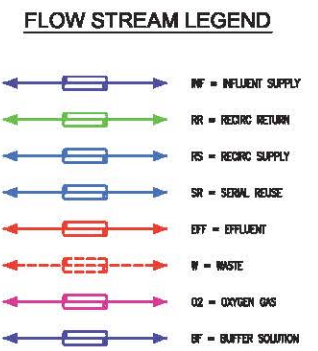 FLOW STREAM LEGEND
INF = INFLUENT SUPPLY
RR = RECIRC RETURN
RS = RECIRC SUPPLY
SR = SERIAL REUSE
EFF = EFFLUENT
W = WASTE
O2 = OXYGEN GAS
BF = BUFFER SOLUTION